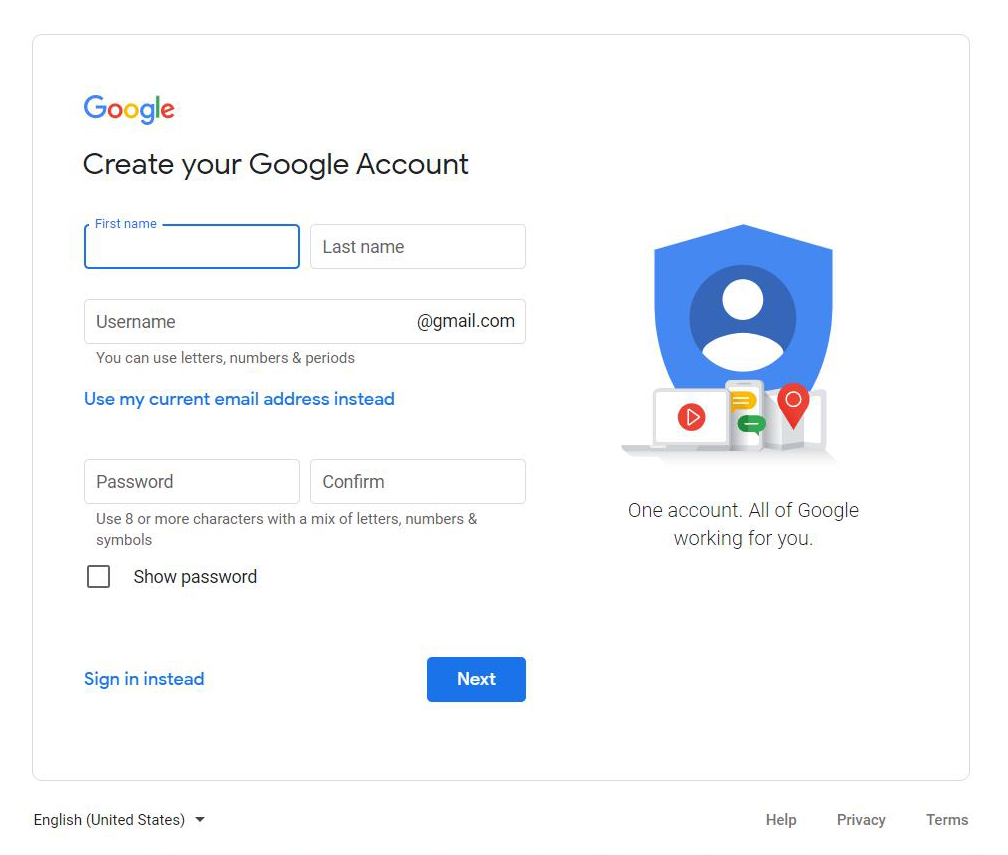 Google
Create your Google Account
First name
Last name
Username
@gmail.com
You can use letters, numbers & periods
Use my current email address instead
Password
Confirm
Use 8 or more characters with a mix of letters, numbers &
symbols
Show password
Sign in instead
Next
One account. All of Google
working for you.
English (United States)
Help
Privacy
Terms